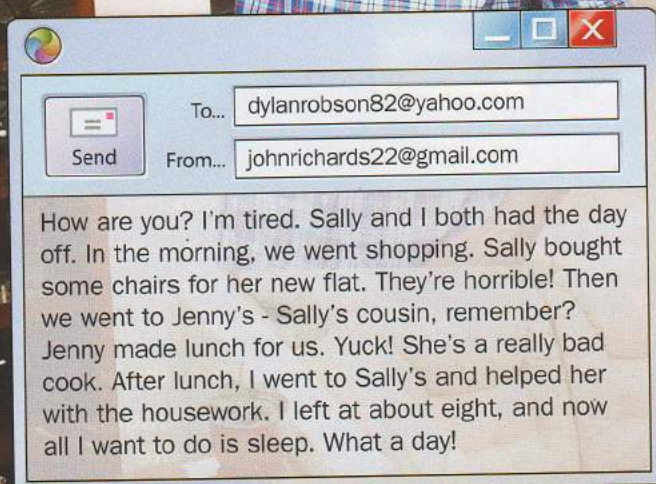 To... dylanrobson82@yahoo.com
Send
From... johnrichards22@gmail.com
How are you? I'm tired. Sally and I both had the day
off. In the morning, we went shopping. Sally bought
some chairs for her new flat. They're horrible! Then
we went to Jenny's - Sally's cousin, remember?
Jenny made lunch for us. Yuck! She's a really bad
cook. After lunch, I went to Sally's and helped her
with the housework. I left at about eight, and now
all I want to do is sleep. What a day!